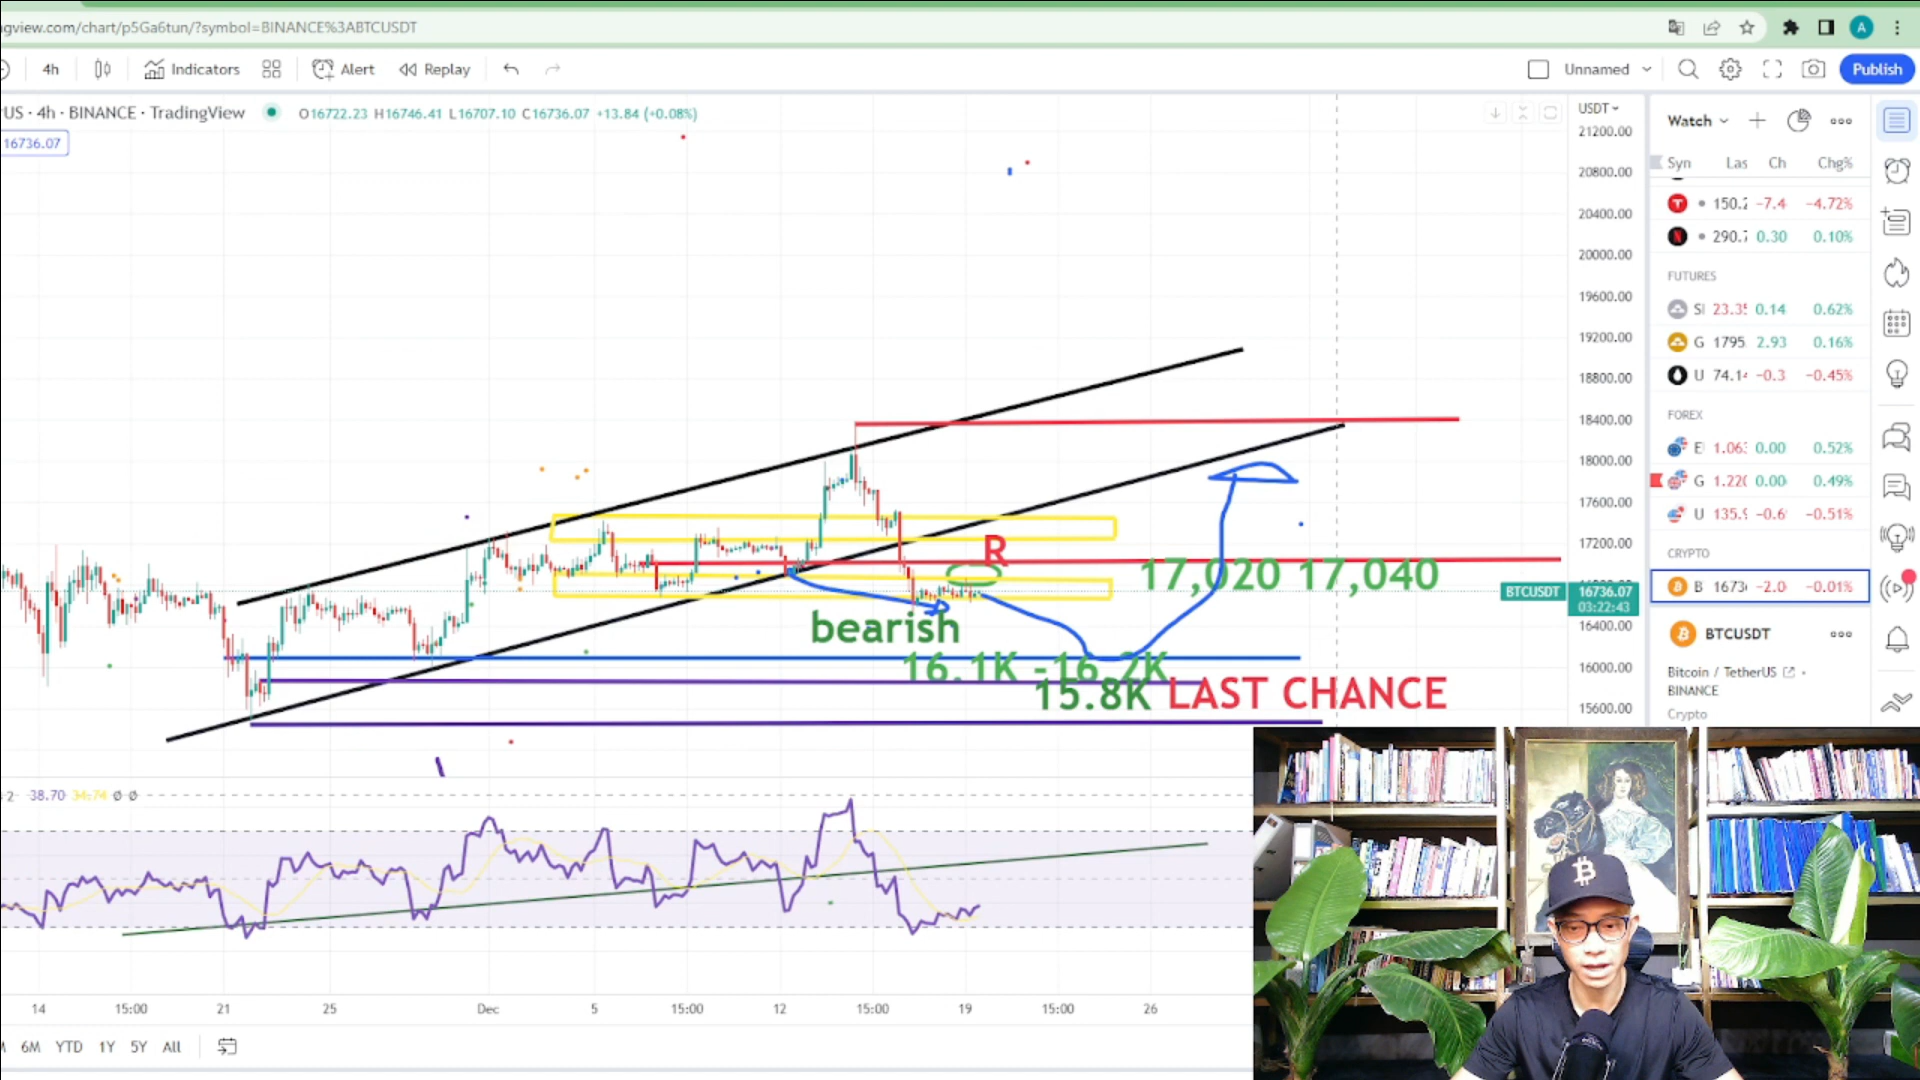 gview.com/chart/p5Ga6tun/?symbol=BINANCE%3ABTCUSDT
A
4h Indicators Alert Replay Unnamed Publish
US · 4h · BINANCE · TradingView O16722.23 H16746.41 L16707.10 C16736.07 +13.84 (+0.08%)
16736.07
USDT
21200.00
20800.00
20400.00
20000.00
19600.00
19200.00
18800.00
18400.00
18000.00
17600.00
17200.00
BTCUSDT 16736.07
03:22:43
16400.00
16000.00
15600.00
R
17,020 17,040
bearish
16.1K -16.2K
15.8K LAST CHANCE
Watch
Syn Las Ch Chg%
150.2 -7.4 -4.72%
290.7 0.30 0.10%
FUTURES
SI 23.35 0.14 0.62%
G 1795. 2.93 0.16%
U 74.14 -0.3 -0.45%
FOREX
E 1.063 0.00 0.52%
G 1.220 0.00 0.49%
U 135.9 -0.6 -0.51%
CRYPTO
B 1673 -2.0 -0.01%
BTCUSDT
Bitcoin / TetherUS
BINANCE
Crypto
2 38.70 34.74 Ø Ø
14 15:00 21 25 Dec 5 15:00 12 15:00 19 15:00 26
6M YTD 1Y 5Y All